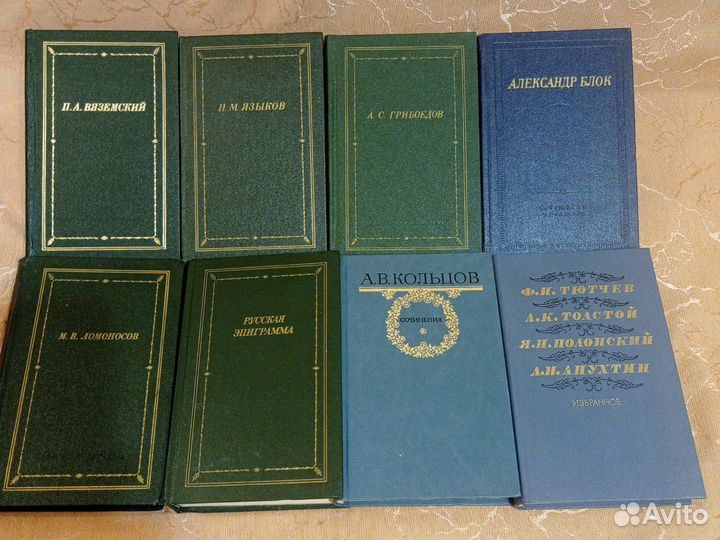 П. А. ВЯЗЕМСКИЙ
Н. М. ЯЗЫКОВ
А. С. ГРИБОЕДОВ
АЛЕКСАНДР БЛОК
М. В. ЛОМОНОСОВ
РУССКАЯ
ЭПИГРАММА
А.В.КОЛЬЦОВ
СОЧИНЕНИЯ
Ф.И.ТЮТЧЕВ
А.К.ТОЛСТОЙ
Я.П.ПОЛОНСКИЙ
А.Н.АПУХТИН
ИЗБРАННОЕ
Avito